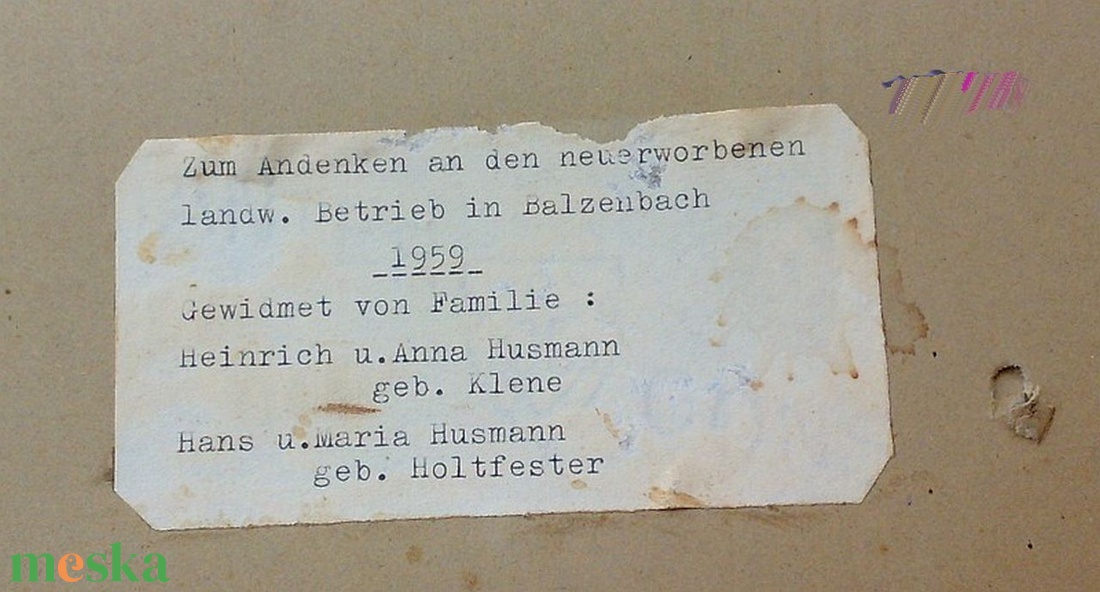 Zum Andenken an den neuerworbenen
landw. Betrieb in Balzenbach
1959
Gewidmet von Familie :
Heinrich u.Anna Husmann
geb. Klene
Hans u.Maria Husmann
geb. Holtfester
meska